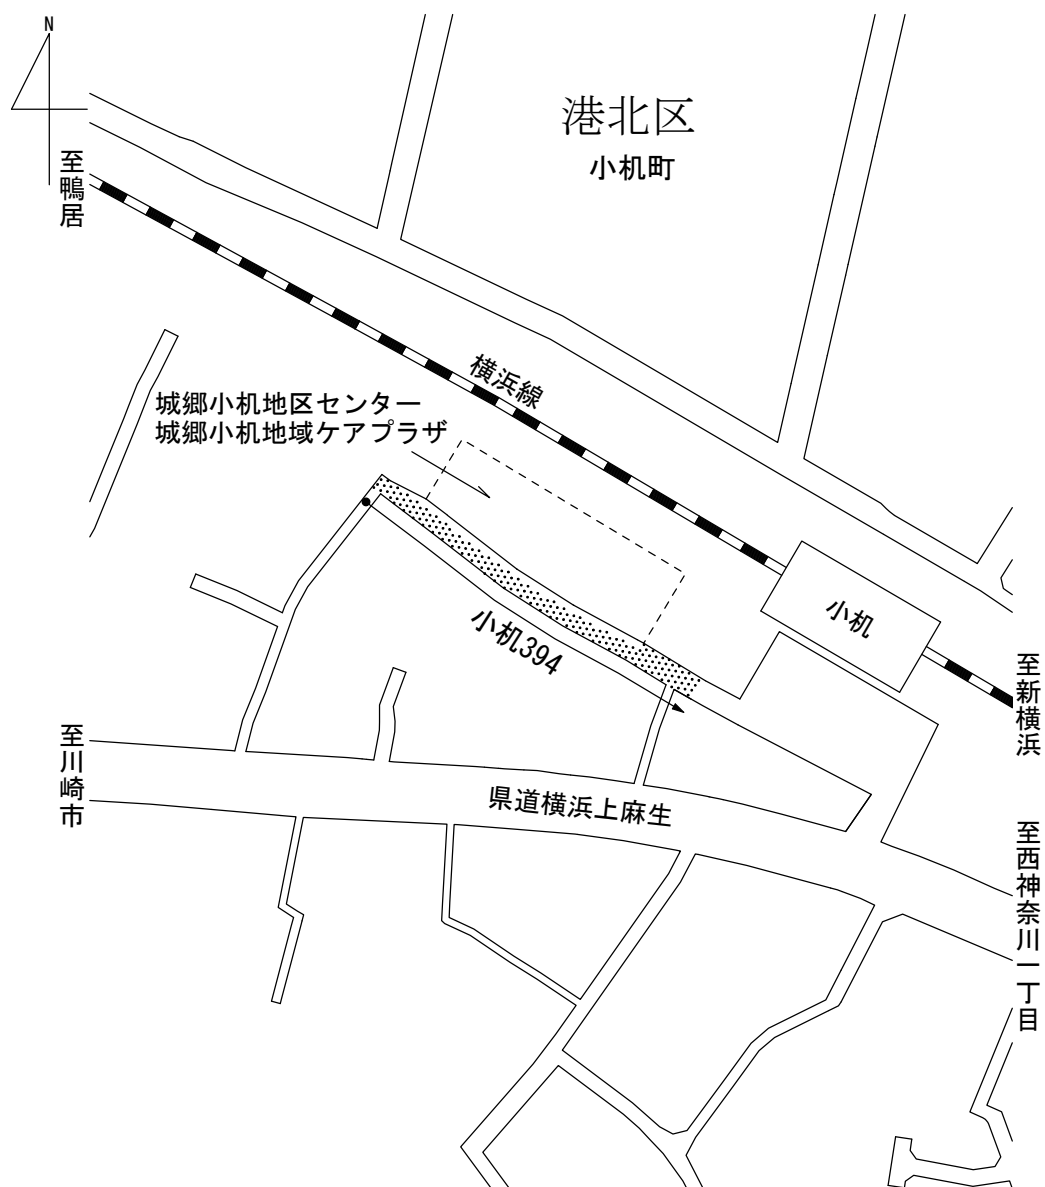 N
港北区
小机町
至鴨居
横浜線
城郷小机地区センター
城郷小机地域ケアプラザ
小机
小机394
至新横浜
至川崎市
県道横浜上麻生
至西神奈川一丁目